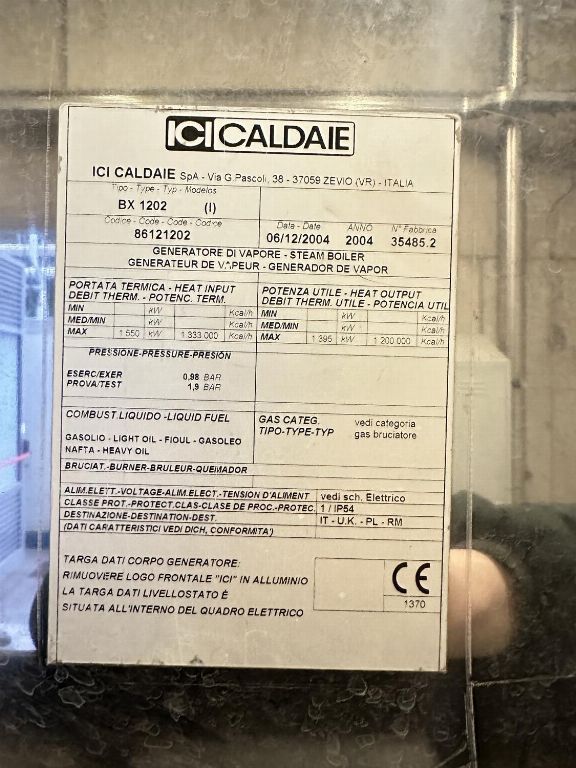 ICI CALDAIE
ICI CALDAIE SpA - Via G.Pascoli, 38 - 37059 ZEVIO (VR) - ITALIA
Tipo - Type - Typ - Modelos
BX 1202 (I)
Codice - Code - Code - Codice Data - Date ANNO N° Fabbrica
86121202 06/12/2004 2004 35485.2
GENERATORE DI VAPORE - STEAM BOILER
GENERATEUR DE VAPEUR - GENERADOR DE VAPOR
PORTATA TERMICA - HEAT INPUT
DEBIT THERM. - POTENC. TERM.
MIN kW Kcal/h
MED/MIN kW Kcal/h
MAX 1 550 kW 1 333 000 Kcal/h
POTENZA UTILE - HEAT OUTPUT
DEBIT THERM. UTILE - POTENCIA UTIL
MIN kW Kcal/h
MED/MIN kW Kcal/h
MAX 1 395 kW 1 200 000 Kcal/h
PRESSIONE-PRESSURE-PRESION
ESERC/EXER 0,98 BAR
PROVA/TEST 1,9 BAR
COMBUST.LIQUIDO -LIQUID FUEL
GASOLIO - LIGHT OIL - FIOUL - GASOLEO
NAFTA - HEAVY OIL
GAS CATEG. vedi categoria
TIPO-TYPE-TYP gas bruciatore
BRUCIAT.-BURNER-BRULEUR-QUEMADOR
ALIM.ELETT.-VOLTAGE-ALIM.ELECT.-TENSION D'ALIMENT vedi sch. Elettrico
CLASSE PROT.-PROTECT.CLAS-CLASE DE PROC.-PROTEC. 1 / IP54
DESTINAZIONE-DESTINATION-DEST. IT - U.K. - PL - RM
(DATI CARATTERISTICI VEDI DICH, CONFORMITA')
TARGA DATI CORPO GENERATORE:
RIMUOVERE LOGO FRONTALE "ICI" IN ALLUMINIO
LA TARGA DATI LIVELLOSTATO È
SITUATA ALL'INTERNO DEL QUADRO ELETTRICO
CE
1370